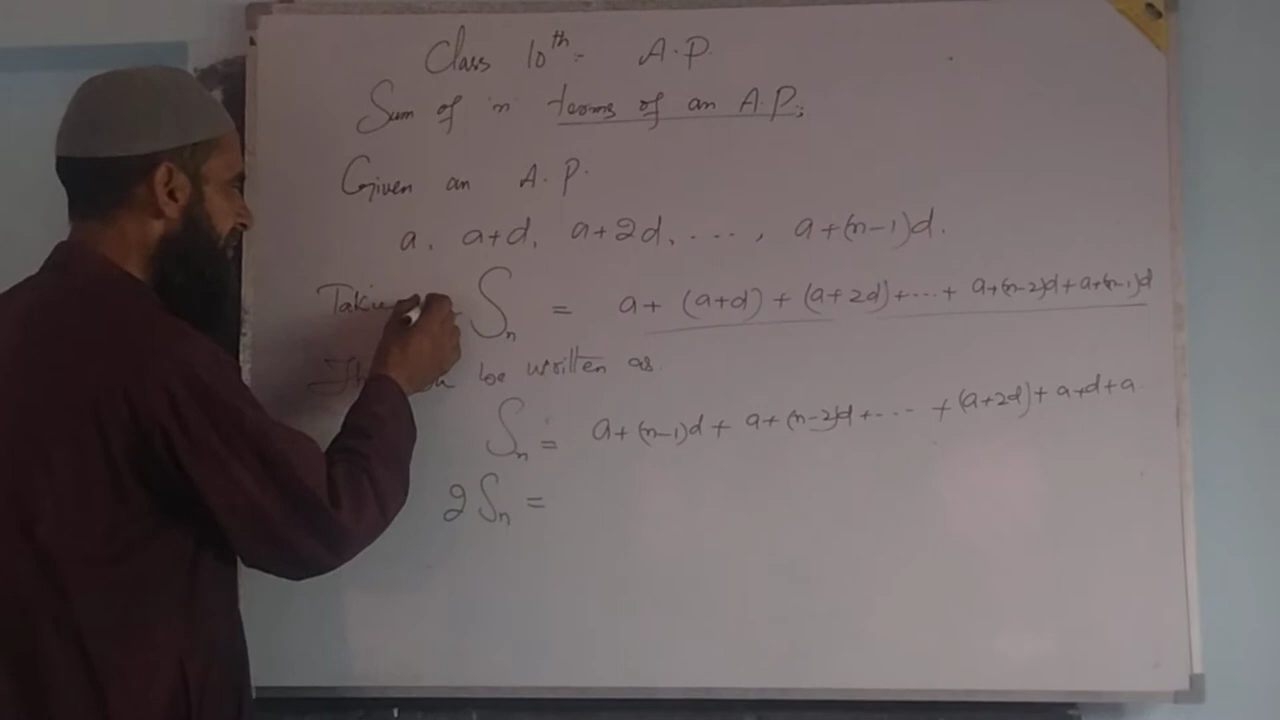 Class 10th:- A.P.
Sum of 'n' terms of an A.P:
Given an A.P.
a, a+d, a+2d, ..., a+(n-1)d.
Sn = a+ (a+d) + (a+2d)+...+ a+(n-2)d+a+(n-1)d
be written as
Sn = a+(n-1)d + a+(n-2)d+... +(a+2d)+ a+d+a
2Sn =